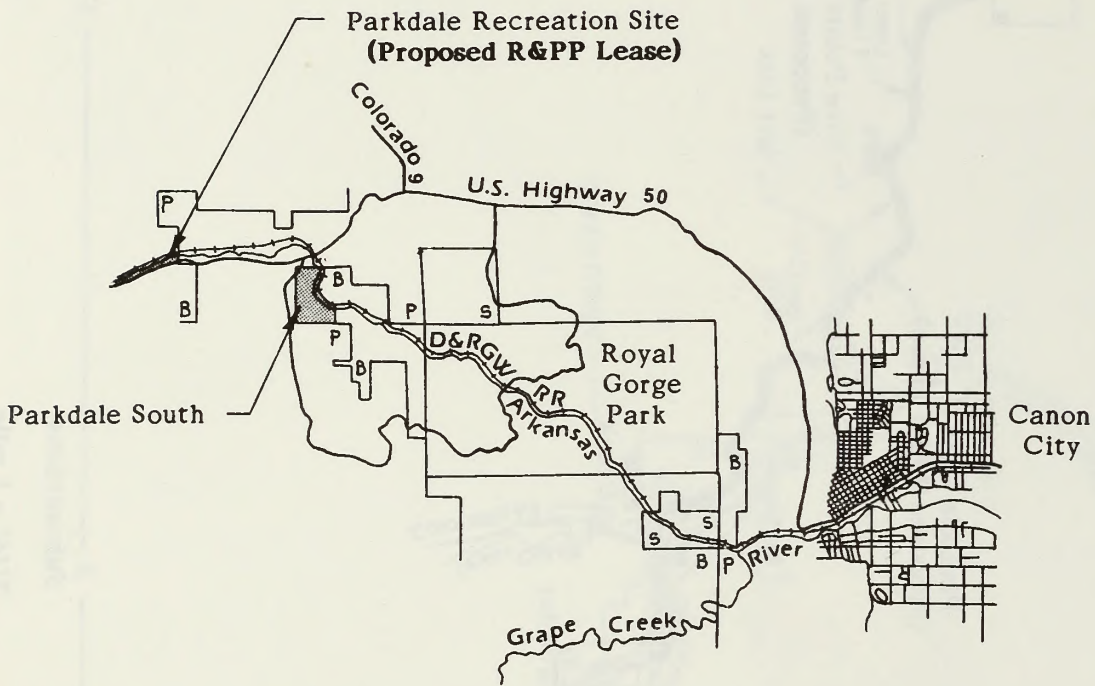 Parkdale Recreation Site
(Proposed R&PP Lease)
Colorado 9
U.S. Highway 50
P
B
B
P
S
P
B
D&RGW RR
Royal
Gorge
Park
Arkansas
Parkdale South
Canon
City
B
S
S
B
P
River
Grape Creek